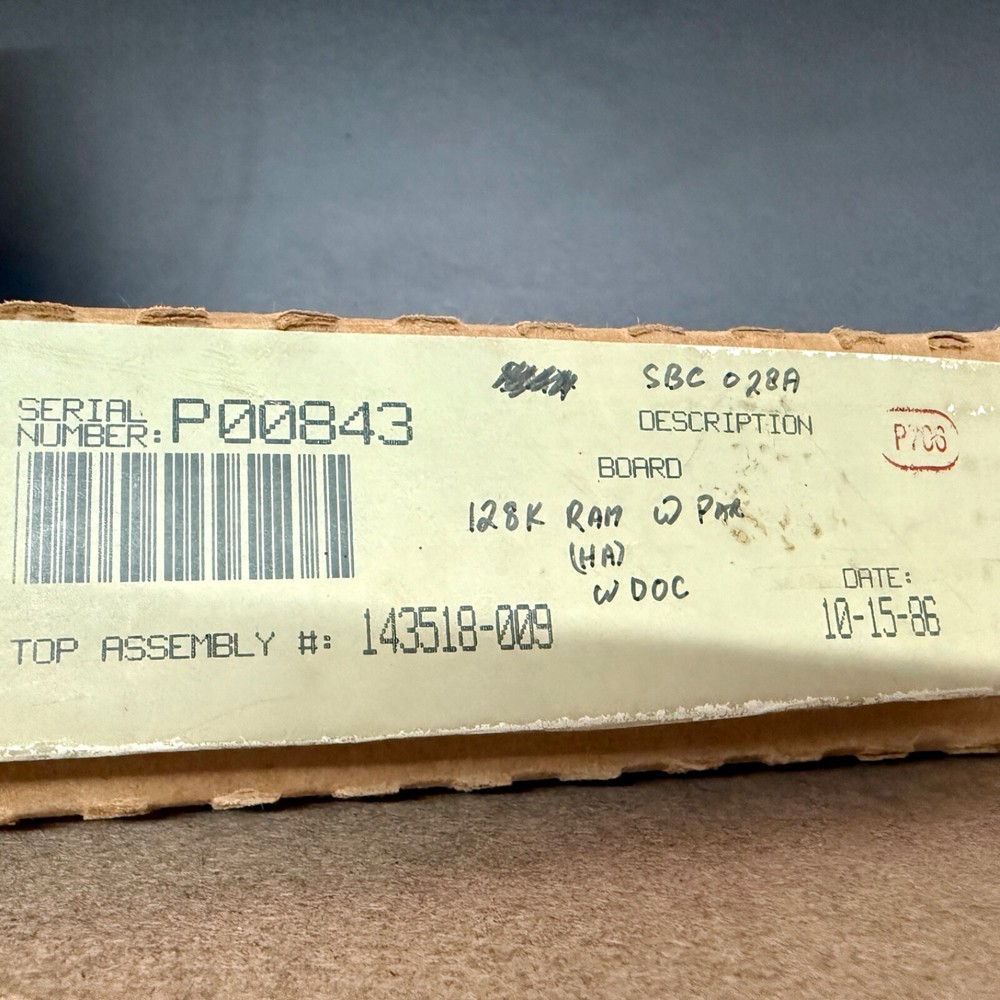 SBC 028A
SERIAL
NUMBER: P00843
DESCRIPTION
P706
BOARD
128K RAM W PAR
(HA)
W DOC
DATE:
10-15-86
TOP ASSEMBLY #: 143518-009